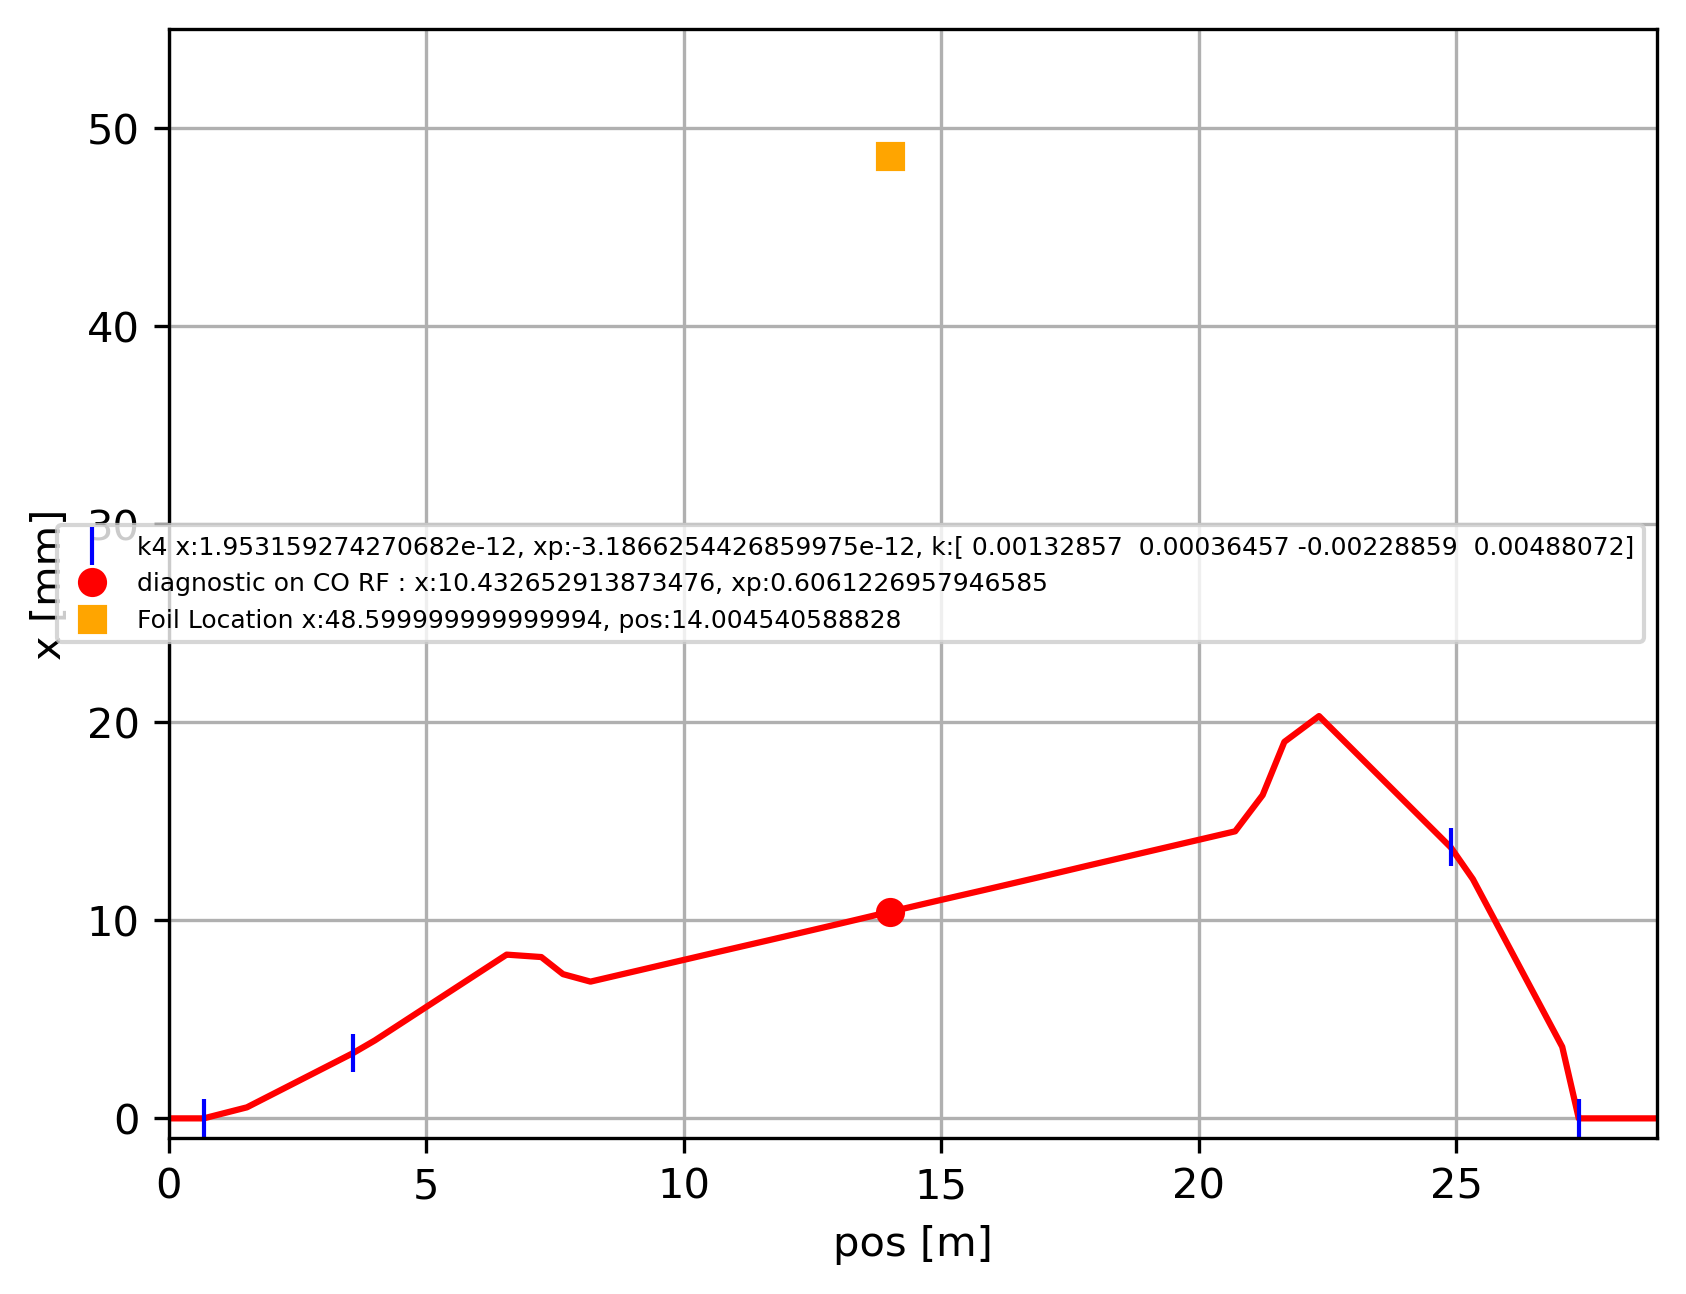 50
40
30
20
10
0
x [mm]
k4 x:1.953159274270682e-12, xp:-3.1866254426859975e-12, k:[ 0.00132857  0.00036457 -0.00228859  0.00488072]
diagnostic on CO RF : x:10.432652913873476, xp:0.6061226957946585
Foil Location x:48.599999999999994, pos:14.004540588828
0 5 10 15 20 25
pos [m]